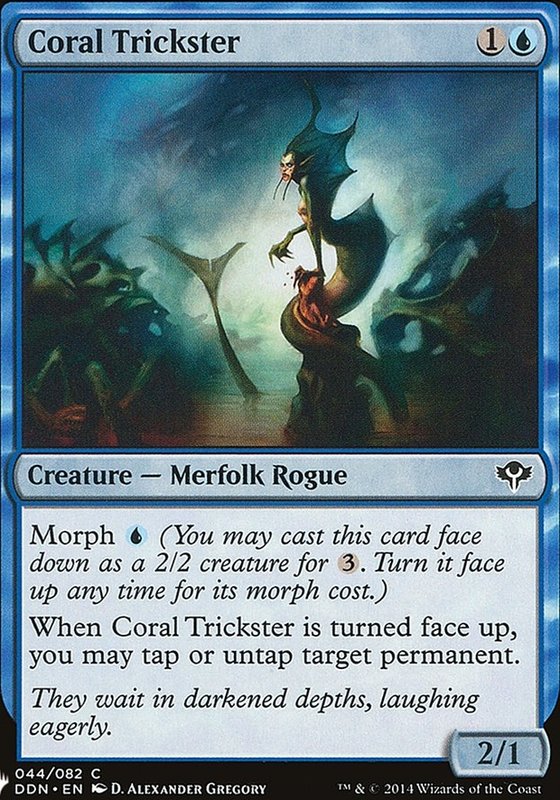 Coral Trickster 1
Creature — Merfolk Rogue
Morph (You may cast this card face
down as a 2/2 creature for 3. Turn it face
up any time for its morph cost.)
When Coral Trickster is turned face up,
you may tap or untap target permanent.
They wait in darkened depths, laughing
eagerly.
2/1
044/082 C
DDN • EN D. Alexander Gregory ™ & © 2014 Wizards of the Coast